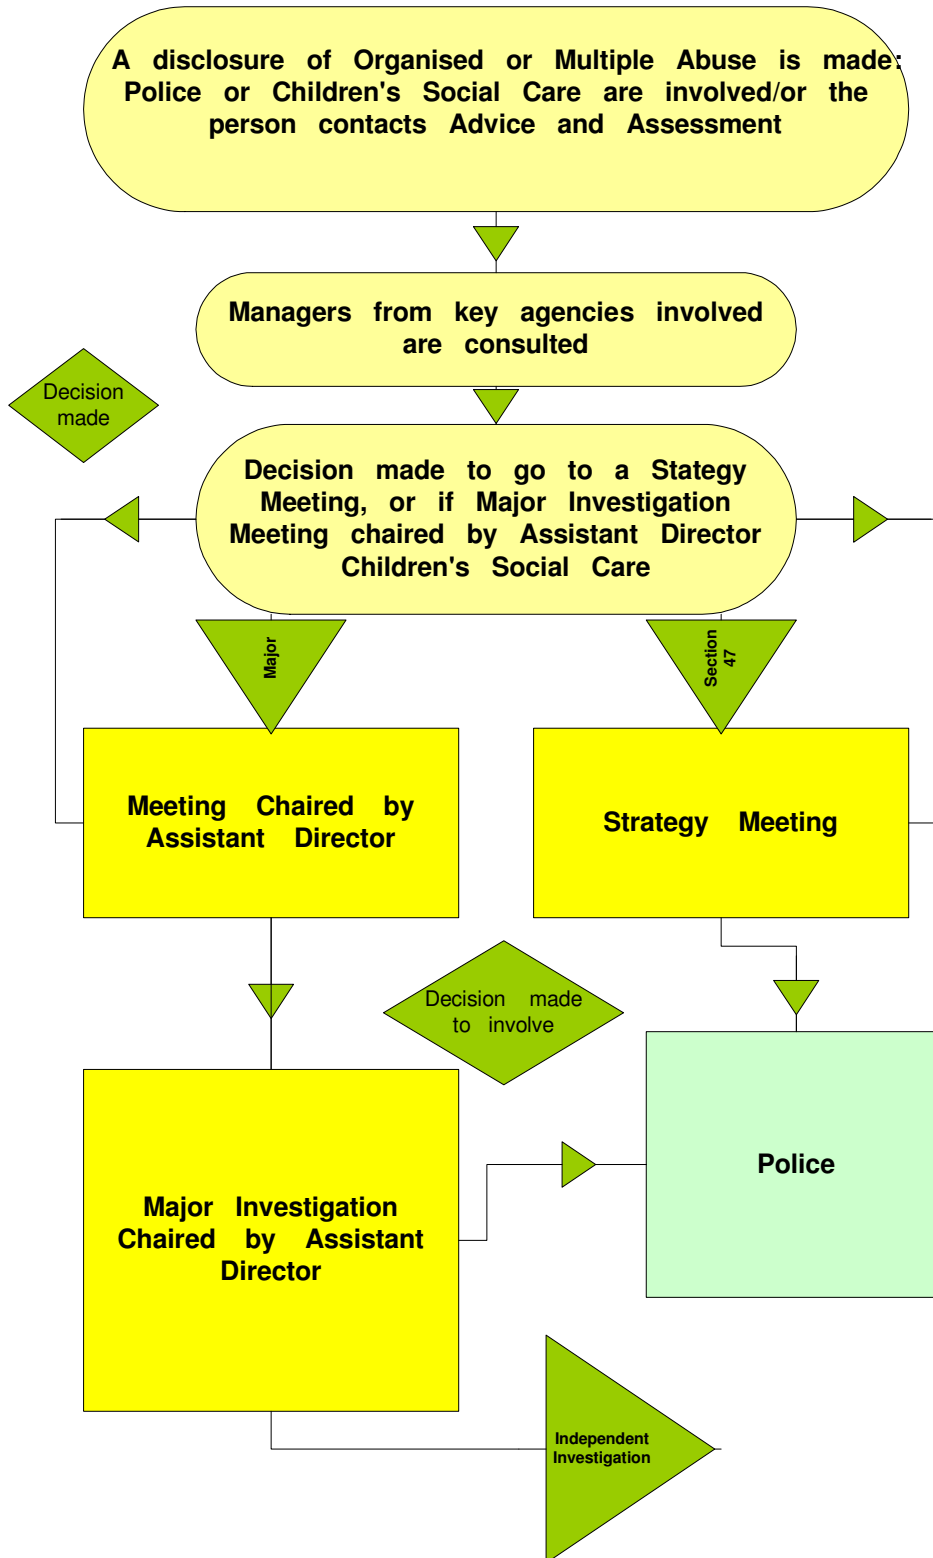 A disclosure of Organised or Multiple Abuse is made:
Police or Children's Social Care are involved/or the
person contacts Advice and Assessment
Managers from key agencies involved
are consulted
Decision
made
Decision made to go to a Stategy
Meeting, or if Major Investigation
Meeting chaired by Assistant Director
Children's Social Care
Major
Section
47
Meeting Chaired by
Assistant Director
Strategy Meeting
Decision made
to involve
Police
Major Investigation
Chaired by Assistant
Director
Independent
Investigation